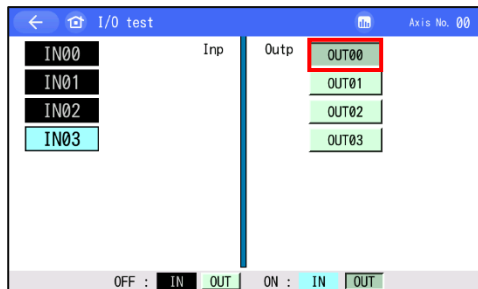 I/O test Axis No. 00
IN00 Inp Outp OUT00
IN01 OUT01
IN02 OUT02
IN03 OUT03
OFF : IN OUT ON : IN OUT